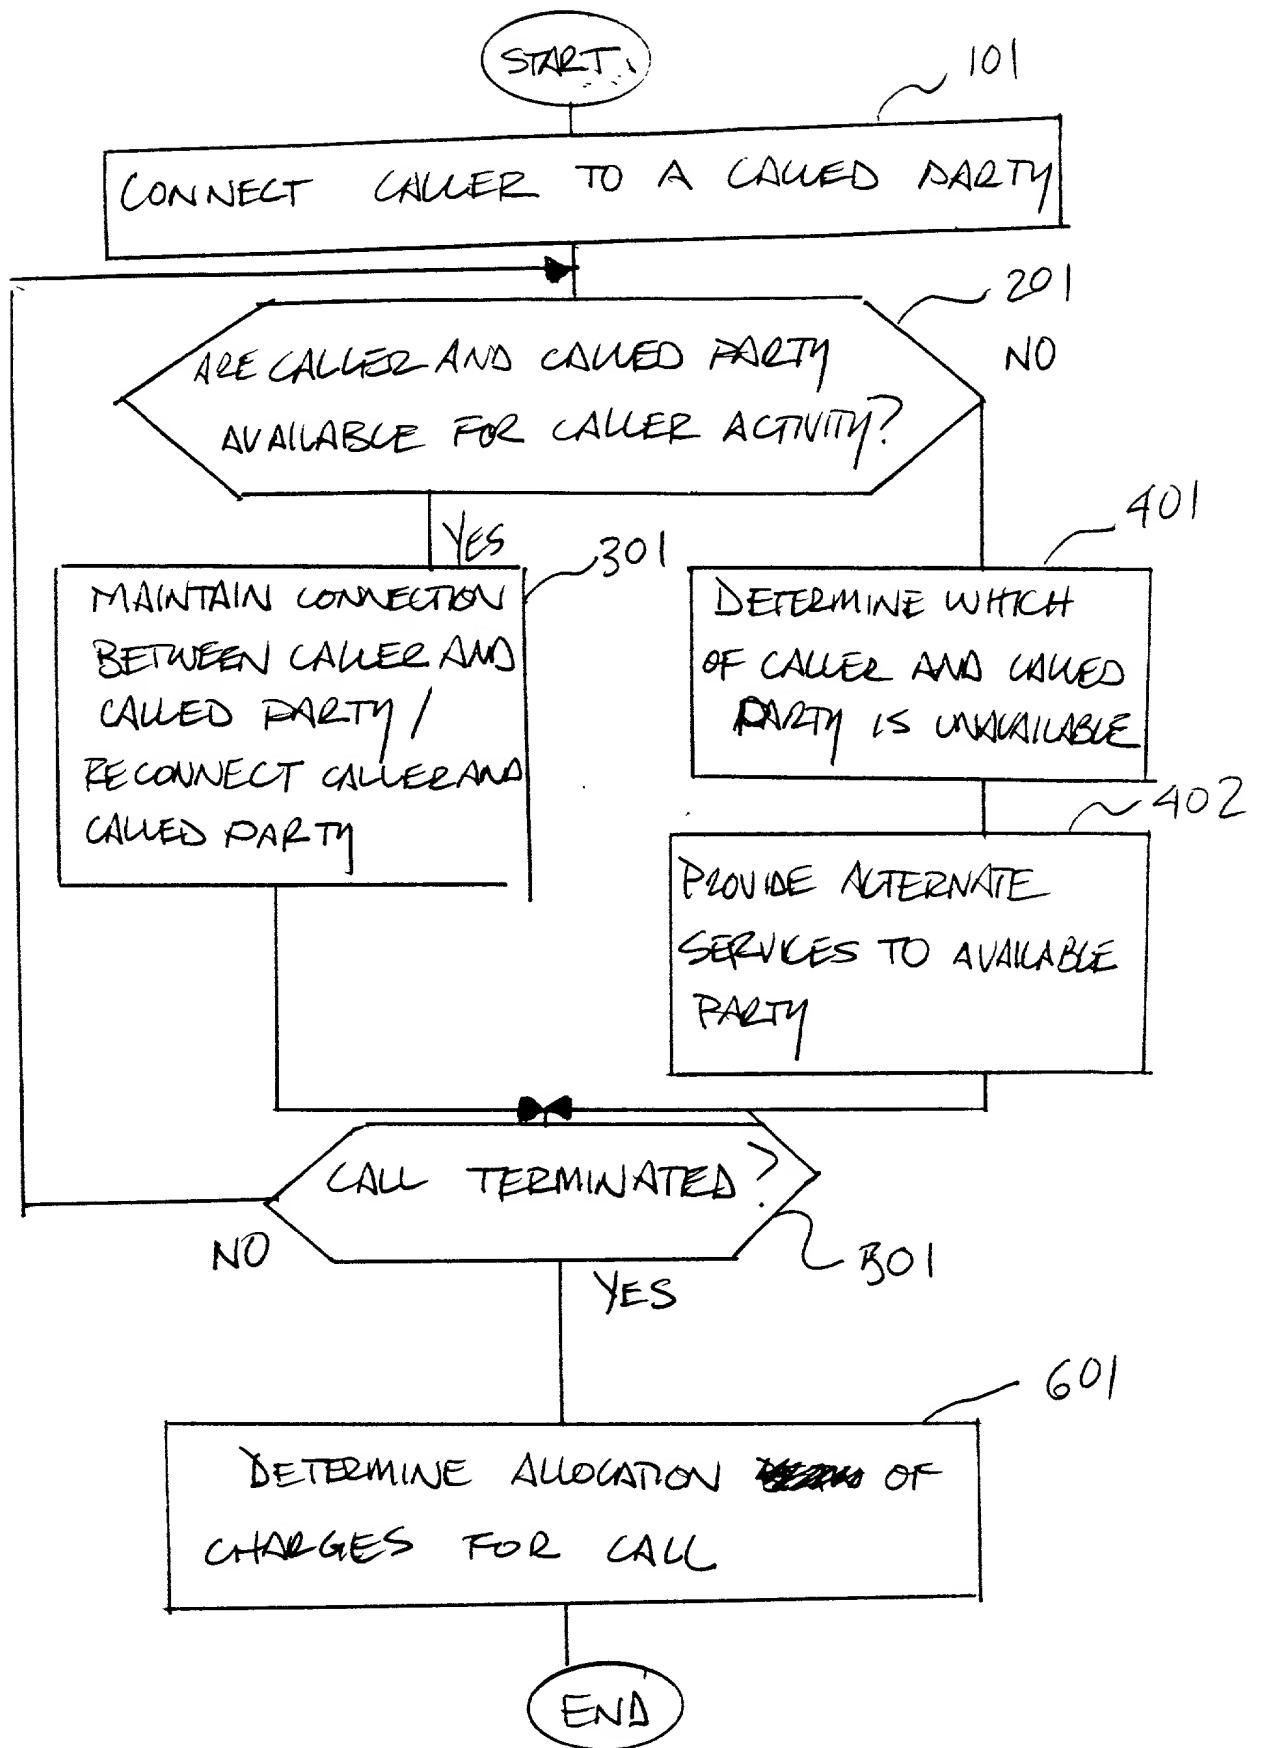 START
101
CONNECT CALLER TO A CALLED PARTY
201
ARE CALLER AND CALLED PARTY
AVAILABLE FOR CALLER ACTIVITY?
NO
YES
301
MAINTAIN CONNECTION
BETWEEN CALLER AND
CALLED PARTY /
RECONNECT CALLER AND
CALLED PARTY
401
DETERMINE WHICH
OF CALLER AND CALLED
PARTY IS UNAVAILABLE
402
PROVIDE ALTERNATE
SERVICES TO AVAILABLE
PARTY
CALL TERMINATED?
NO
501
YES
601
DETERMINE ALLOCATION OF
CHARGES FOR CALL
END